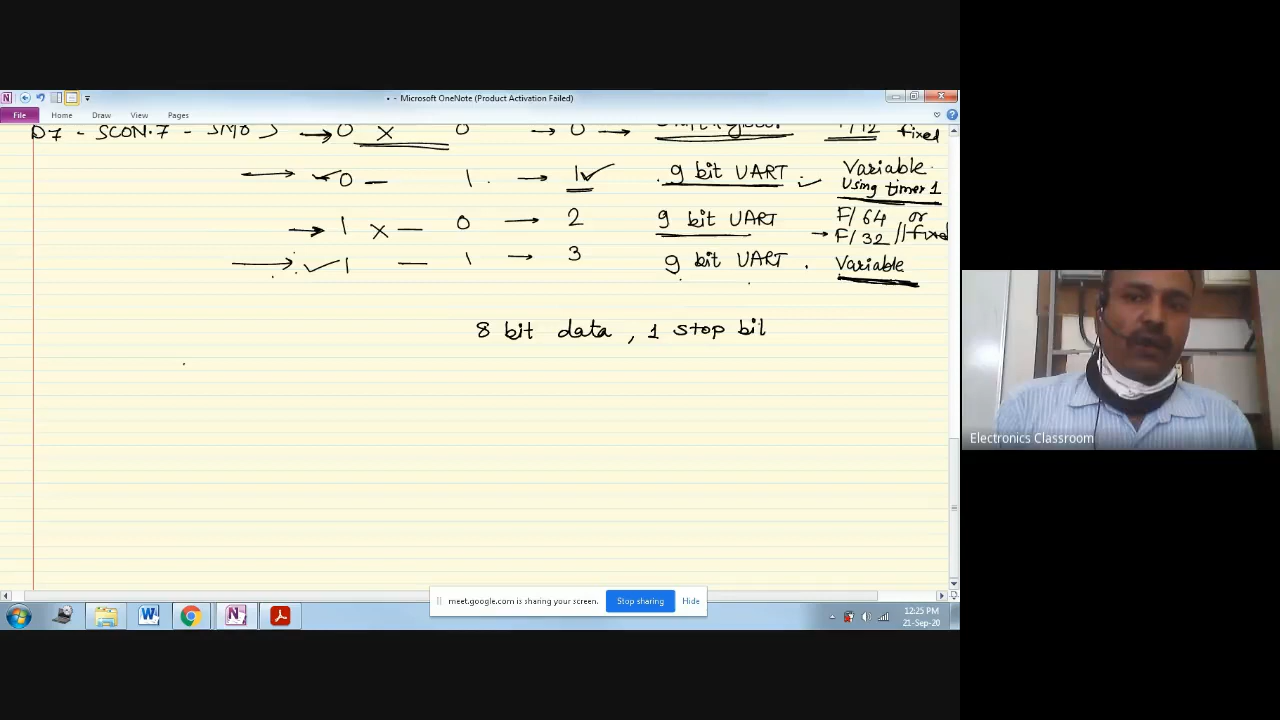 - Microsoft OneNote (Product Activation Failed)
File Home Draw View Pages
D7 - SCON.7 - SM0 → 0 × 0 → 0 → F/12 fixed
→ 0 — 1 → 1 9 bit UART Variable
Using timer 1
→ 1 × — 0 → 2 9 bit UART F/64 or
→ F/32 // fixed
→ 1 — 1 → 3 9 bit UART . Variable
8 bit data , 1 stop bit
Electronics Classroom
meet.google.com is sharing your screen. Stop sharing Hide
12:25 PM
21-Sep-20